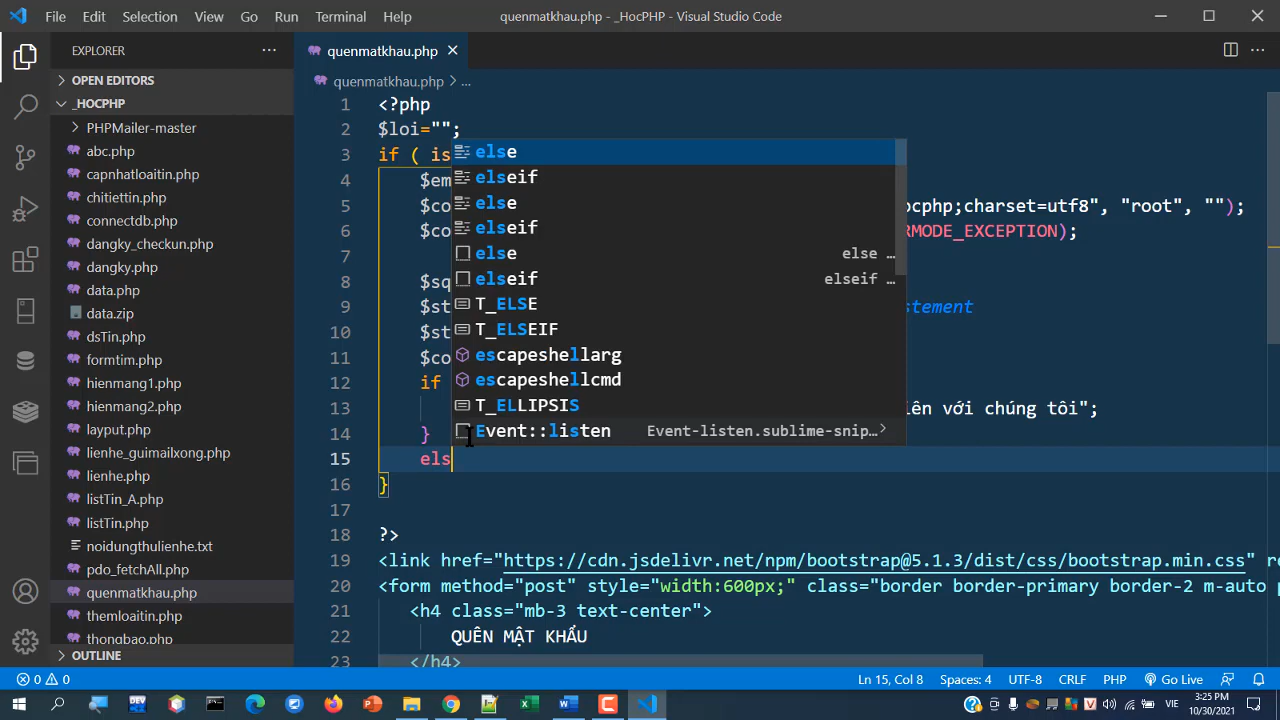 File Edit Selection View Go Run Terminal Help
quenmatkhau.php - _HocPHP - Visual Studio Code
EXPLORER
OPEN EDITORS
_HOCPHP
PHPMailer-master
abc.php
capnhatloaitin.php
chitiettin.php
connectdb.php
dangky_checkun.php
dangky.php
data.php
data.zip
dsTin.php
formtim.php
hienmang1.php
hienmang2.php
layput.php
lienhe_guimailxong.php
lienhe.php
listTin_A.php
listTin.php
noidungthulienhe.txt
pdo_fetchAll.php
quenmatkhau.php
themloaitin.php
thongbao.php
OUTLINE
quenmatkhau.php
quenmatkhau.php > ...
1 <?php
2 $loi="";
3 if ( is
4 $em
5 $co ocphp;charset=utf8", "root", "");
6 $co RMODE_EXCEPTION);
7
8 $sq
9 $st stement
10 $st
11 $co
12 if
13 iên với chúng tôi";
14 }
15 els
16 }
17
18 ?>
19 <link href="https://cdn.jsdelivr.net/npm/bootstrap@5.1.3/dist/css/bootstrap.min.css" re
20 <form method="post" style="width:600px;" class="border border-primary border-2 m-auto p
21 <h4 class="mb-3 text-center">
22 QUÊN MẬT KHẨU
23 </h4>
else
elseif
else
elseif
else else ...
elseif elseif ...
T_ELSE
T_ELSEIF
escapeshellarg
escapeshellcmd
T_ELLIPSIS
Event::listen Event-listen.sublime-snip...
0 0
Ln 15, Col 8 Spaces: 4 UTF-8 CRLF PHP Go Live
VIE
3:25 PM
10/30/2021